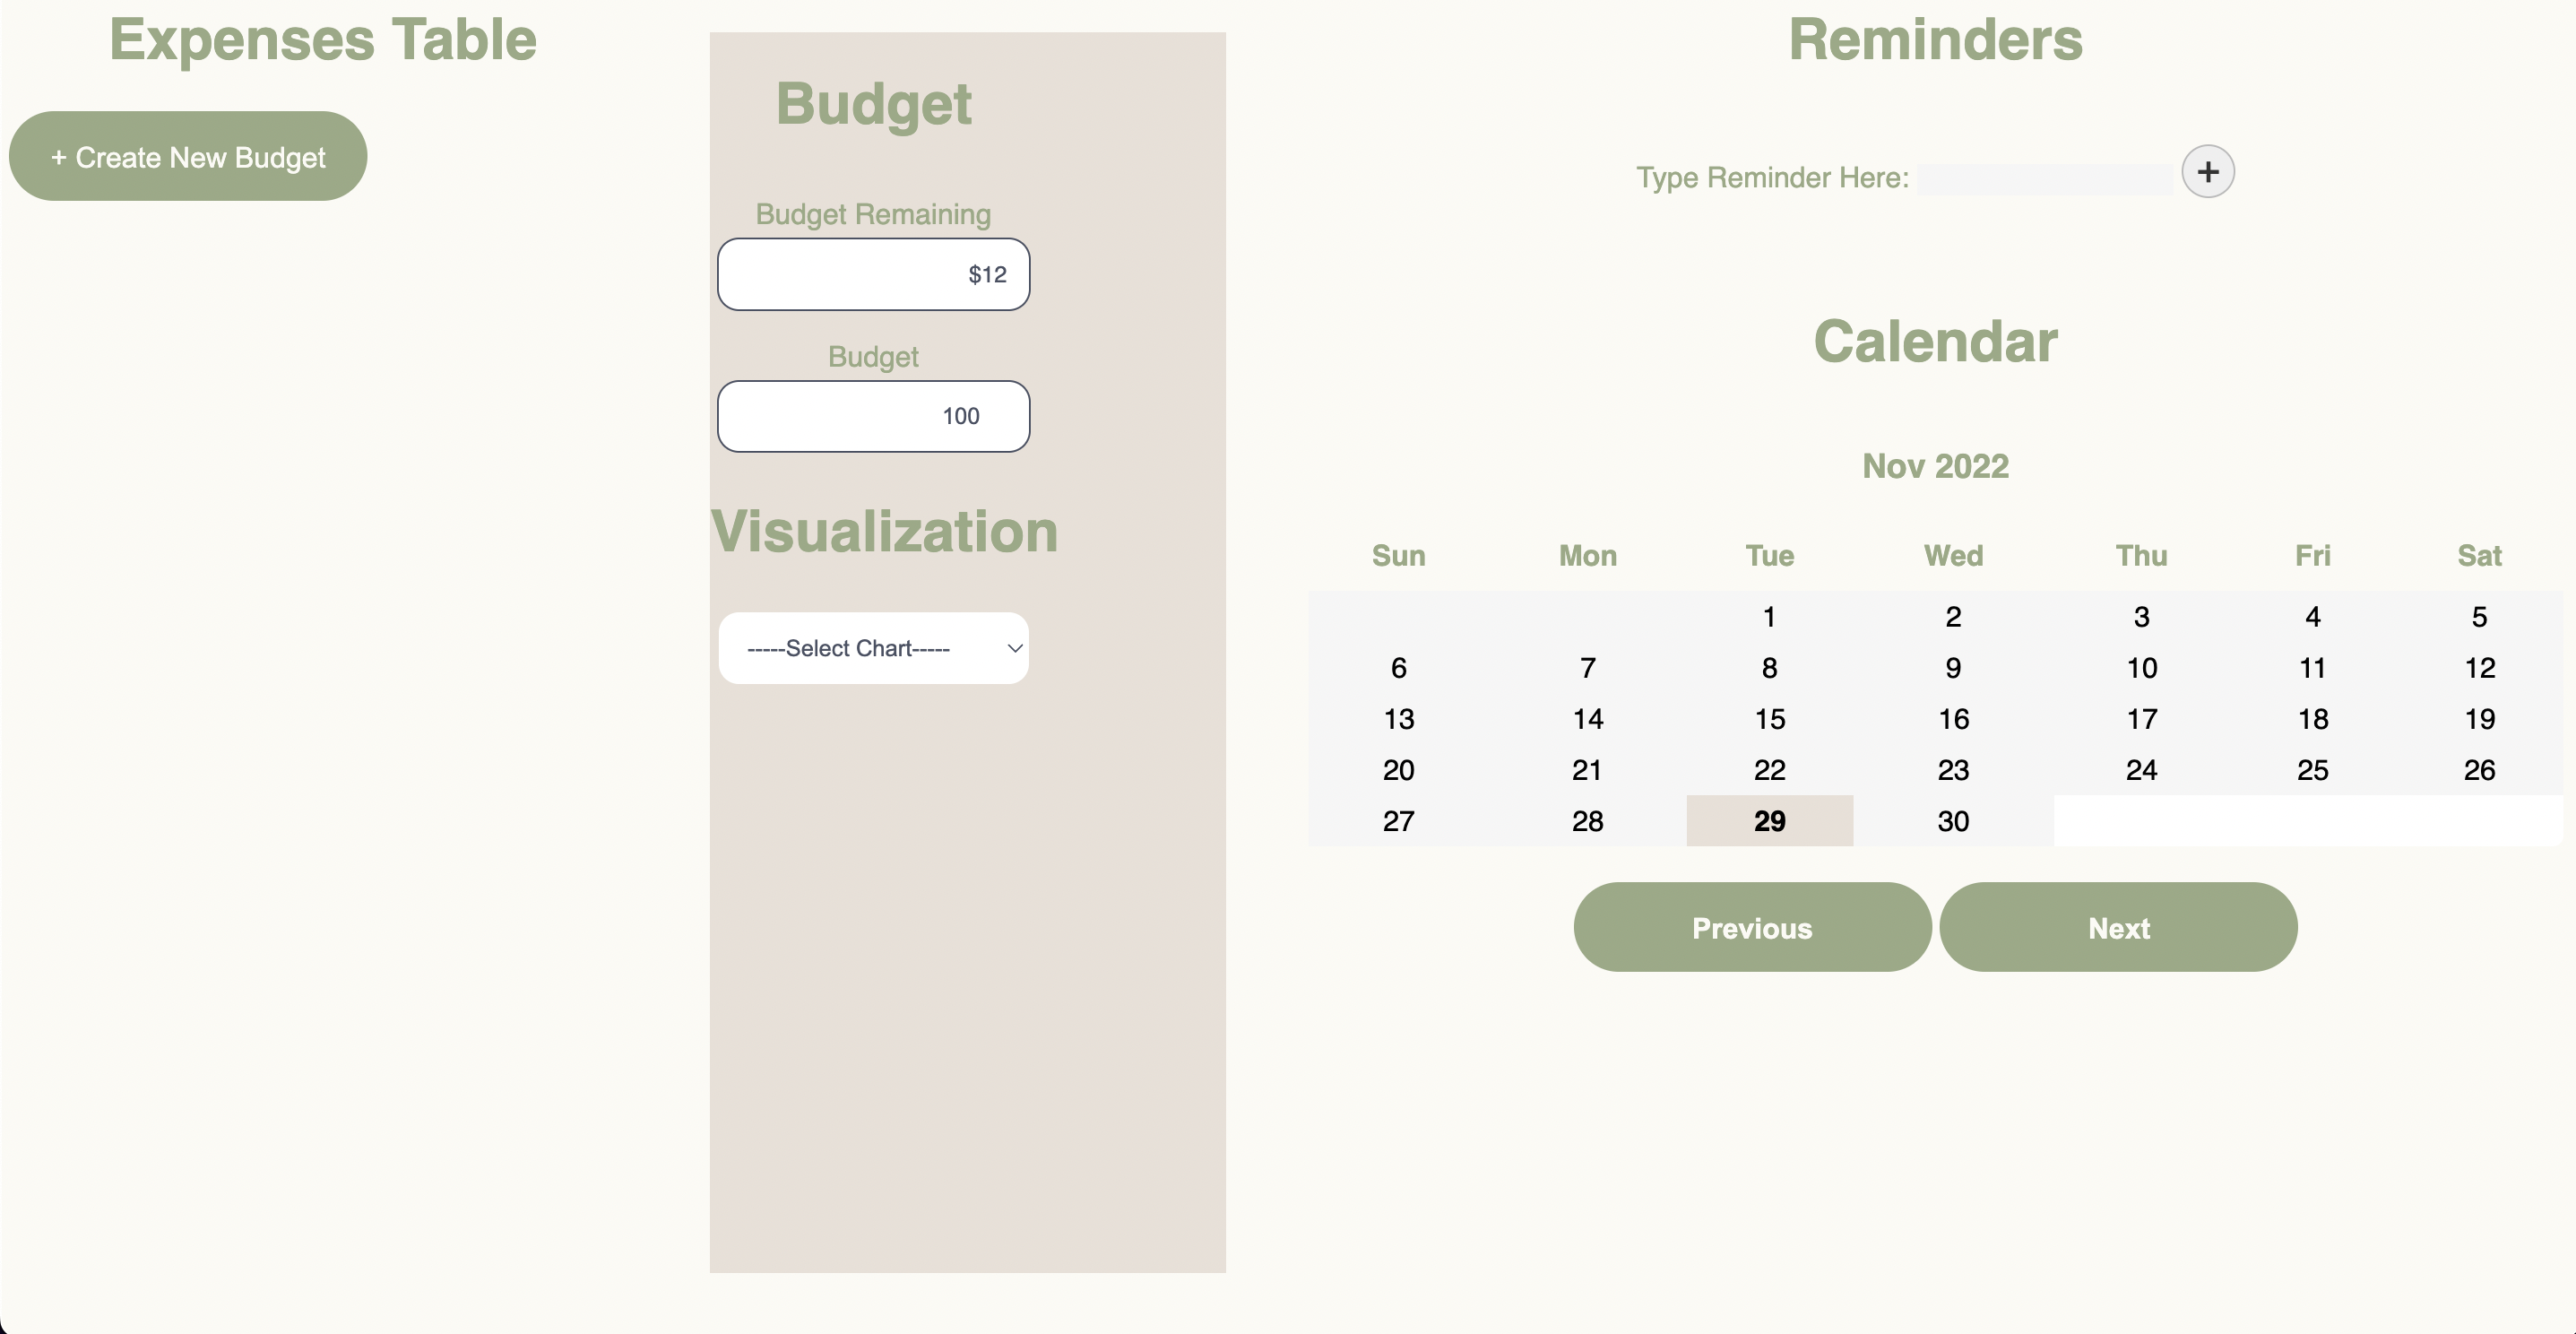 Expenses Table
+ Create New Budget
Budget
Budget Remaining
$12
Budget
100
Visualization
-----Select Chart-----
Reminders
Type Reminder Here:
+
Calendar
Nov 2022
Sun Mon Tue Wed Thu Fri Sat
1 2 3 4 5
6 7 8 9 10 11 12
13 14 15 16 17 18 19
20 21 22 23 24 25 26
27 28 29 30
Previous Next